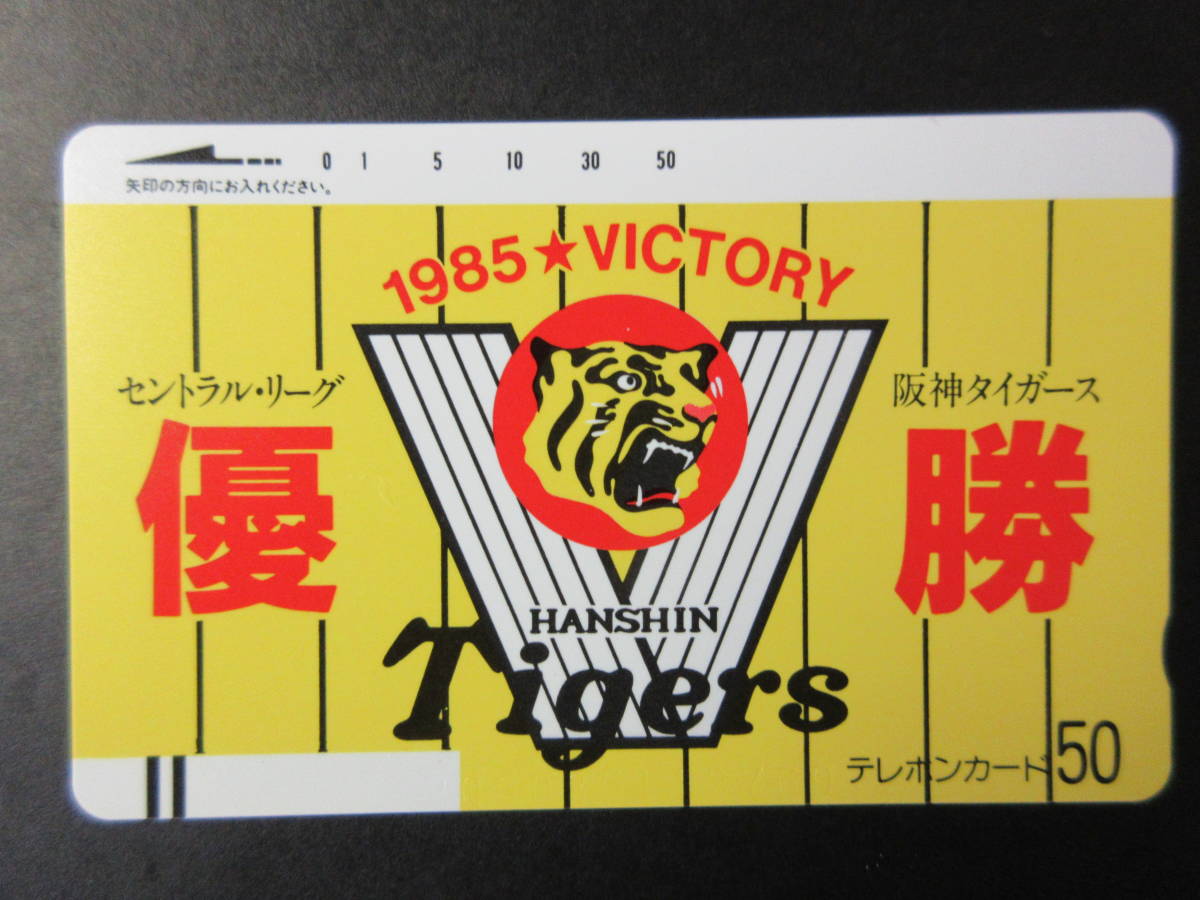 0 1 5 10 30 50
矢印の方向にお入れください。
1985★VICTORY
セントラル・リーグ
阪神タイガース
優勝
HANSHIN
Tigers
テレホンカード50